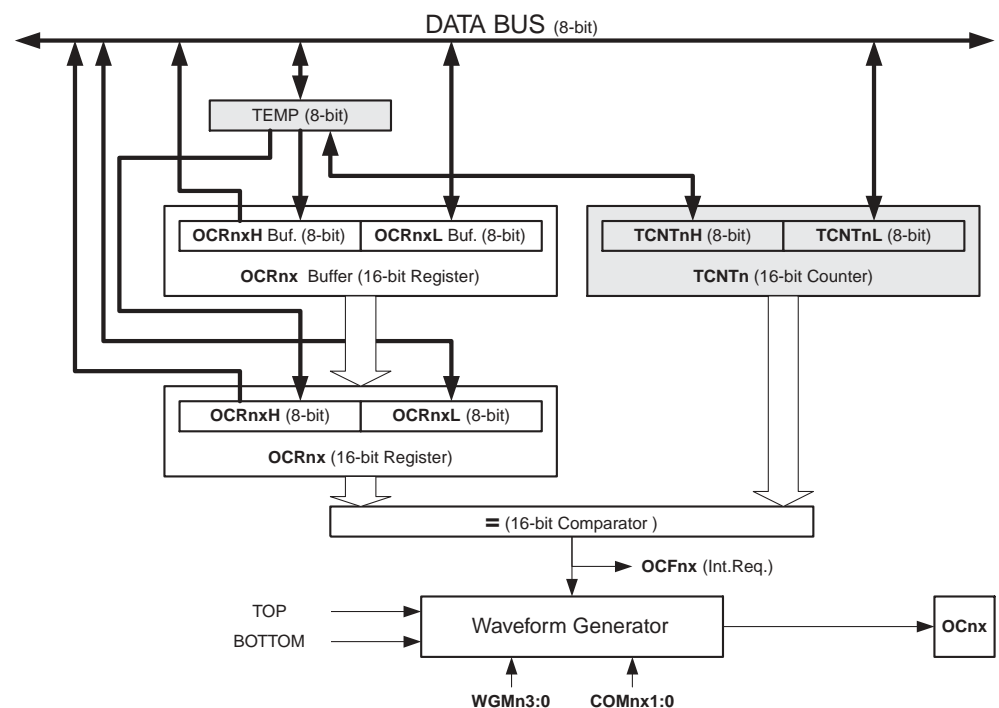 DATA BUS (8-bit)
TEMP (8-bit)
OCRnxH Buf. (8-bit)
OCRnxL Buf. (8-bit)
OCRnx Buffer (16-bit Register)
TCNTnH (8-bit)
TCNTnL (8-bit)
TCNTn (16-bit Counter)
OCRnxH (8-bit)
OCRnxL (8-bit)
OCRnx (16-bit Register)
= (16-bit Comparator )
OCFnx (Int.Req.)
TOP
BOTTOM
Waveform Generator
OCnx
WGMn3:0
COMnx1:0